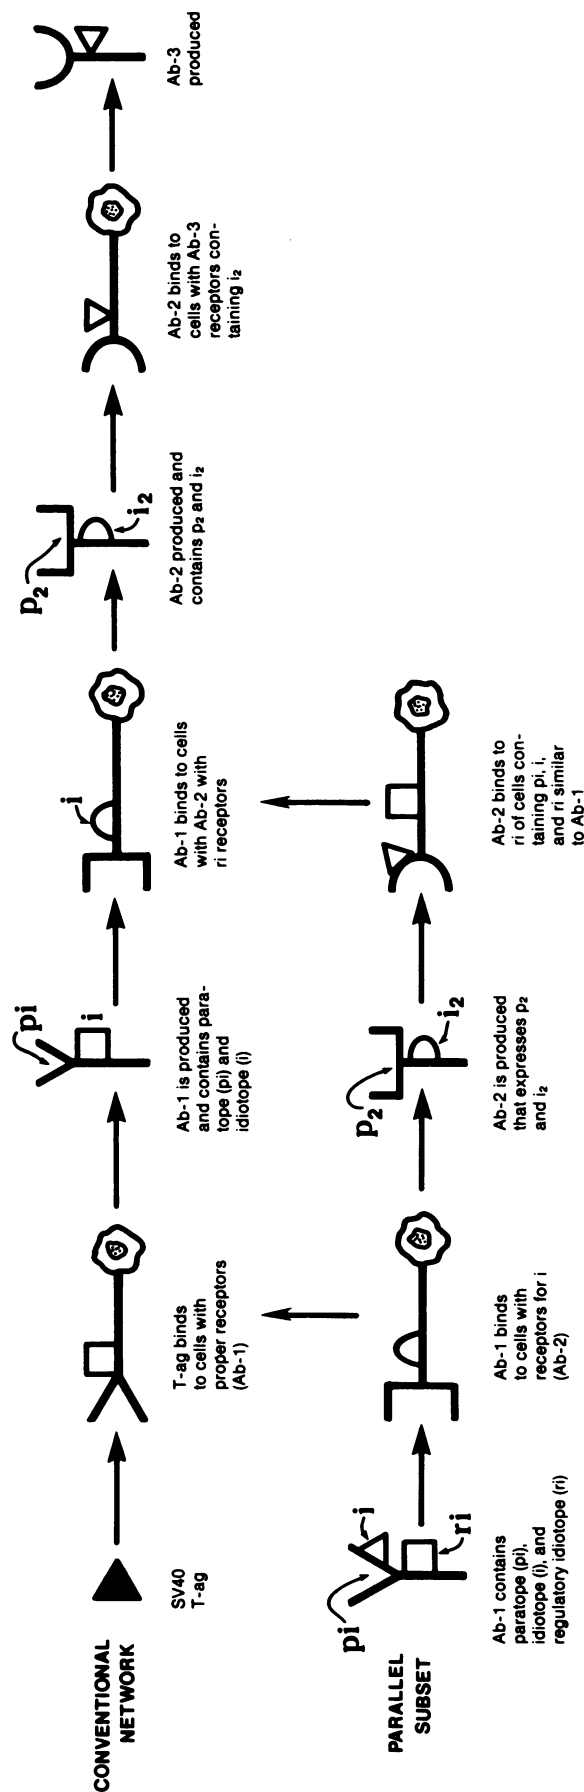 CONVENTIONAL
NETWORK
SV40
T-ag
T-ag binds
to cells with
proper receptors
(Ab-1)
pi
i
Ab-1 is produced
and contains para-
tope (pi) and
idiotope (i)
i
Ab-1 binds to cells
with Ab-2 with
ri receptors
p2
i2
Ab-2 produced and
contains p2 and i2
Ab-2 binds to
cells with Ab-3
receptors con-
taining i2
Ab-3
produced
PARALLEL
SUBSET
pi
i
ri
Ab-1 contains
paratope (pi),
idiotope (i), and
regulatory idiotope (ri)
Ab-1 binds
to cells with
receptors for i
(Ab-2)
p2
i2
Ab-2 is produced
that expresses p2
and i2
Ab-2 binds to
ri of cells con-
taining pi, i,
and ri similar
to Ab-1